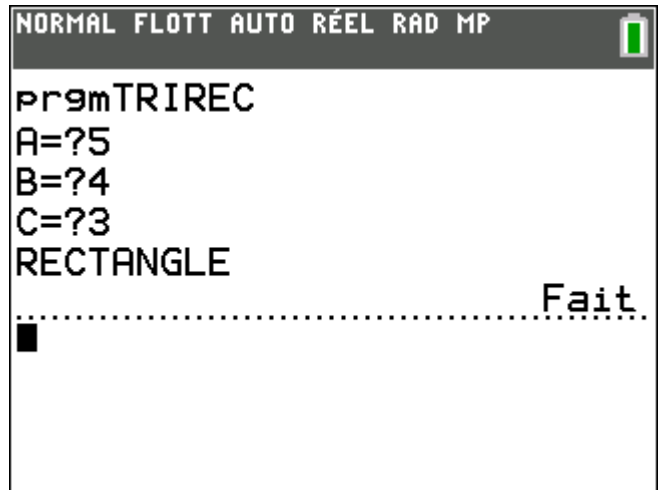 NORMAL FLOTT AUTO RÉEL RAD MP
prgmTRIREC
A=?5
B=?4
C=?3
RECTANGLE
Fait